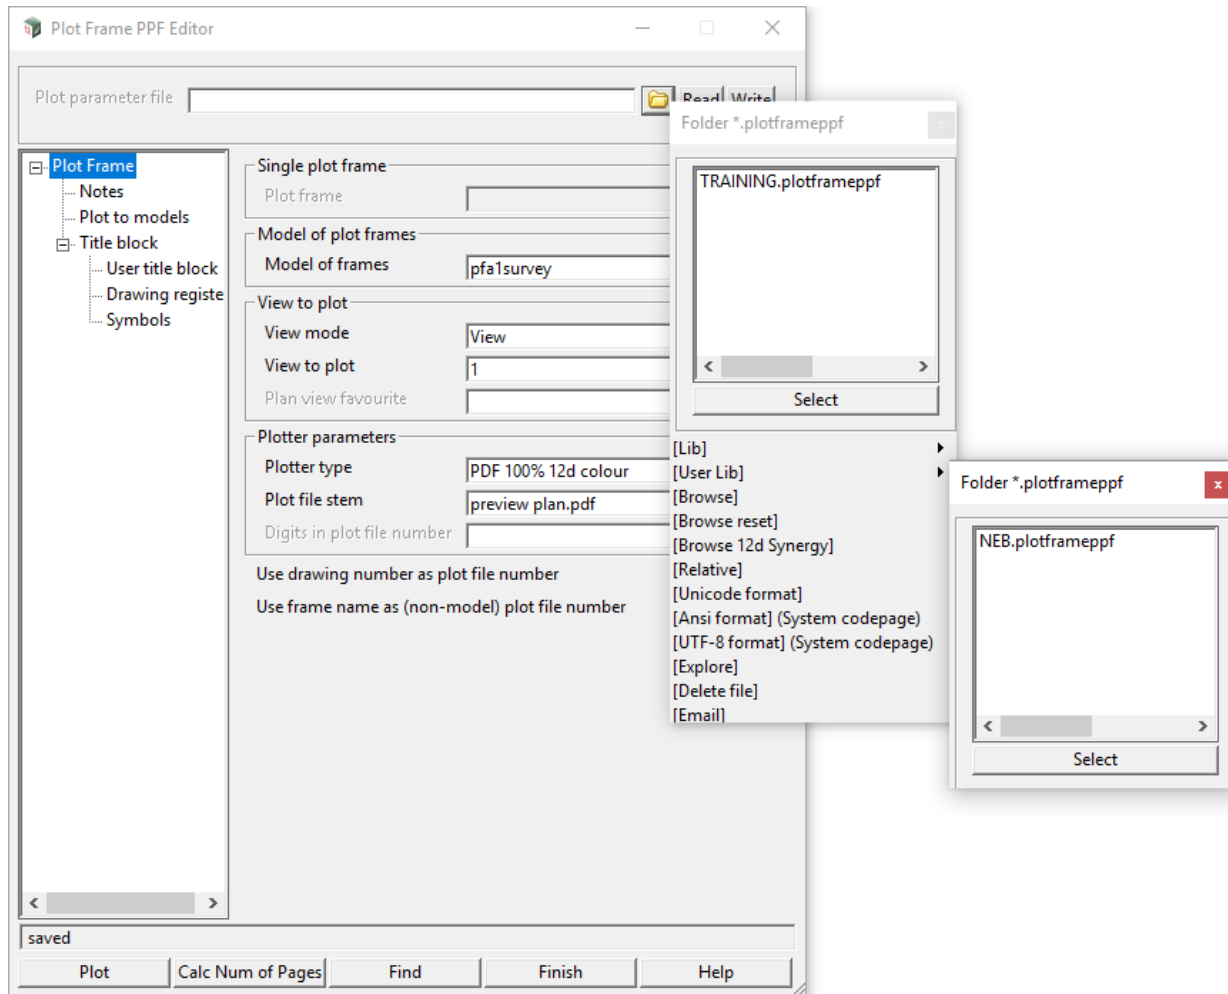 Plot Frame PPF Editor
Plot parameter file
Read
Write
Plot Frame
Notes
Plot to models
Title block
User title block
Drawing registe
Symbols
Single plot frame
Plot frame
Model of plot frames
Model of frames
pfa1survey
View to plot
View mode
View
View to plot
1
Plan view favourite
Plotter parameters
Plotter type
PDF 100% 12d colour
Plot file stem
preview plan.pdf
Digits in plot file number
Use drawing number as plot file number
Use frame name as (non-model) plot file number
saved
Plot
Calc Num of Pages
Find
Finish
Help
Folder *.plotframeppf
x
TRAINING.plotframeppf
Select
[Lib]
[User Lib]
[Browse]
[Browse reset]
[Browse 12d Synergy]
[Relative]
[Unicode format]
[Ansi format] (System codepage)
[UTF-8 format] (System codepage)
[Explore]
[Delete file]
[Email]
Folder *.plotframeppf
x
NEB.plotframeppf
Select